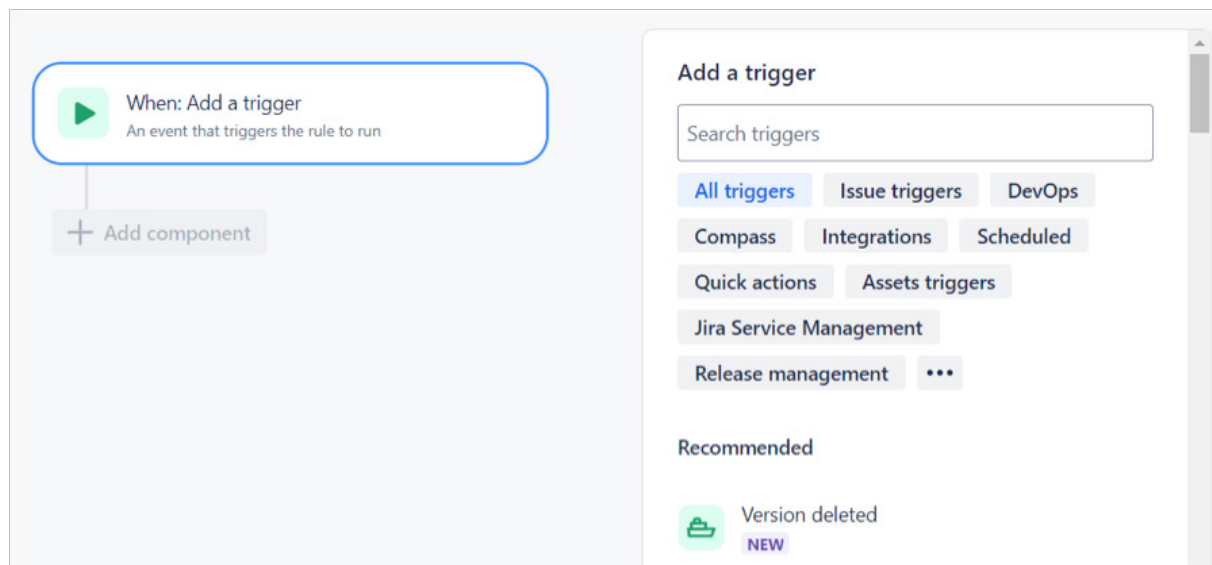 When: Add a trigger
An event that triggers the rule to run
Add component
Add a trigger
Search triggers
All triggers Issue triggers DevOps
Compass Integrations Scheduled
Quick actions Assets triggers
Jira Service Management
Release management •••
Recommended
Version deleted
NEW